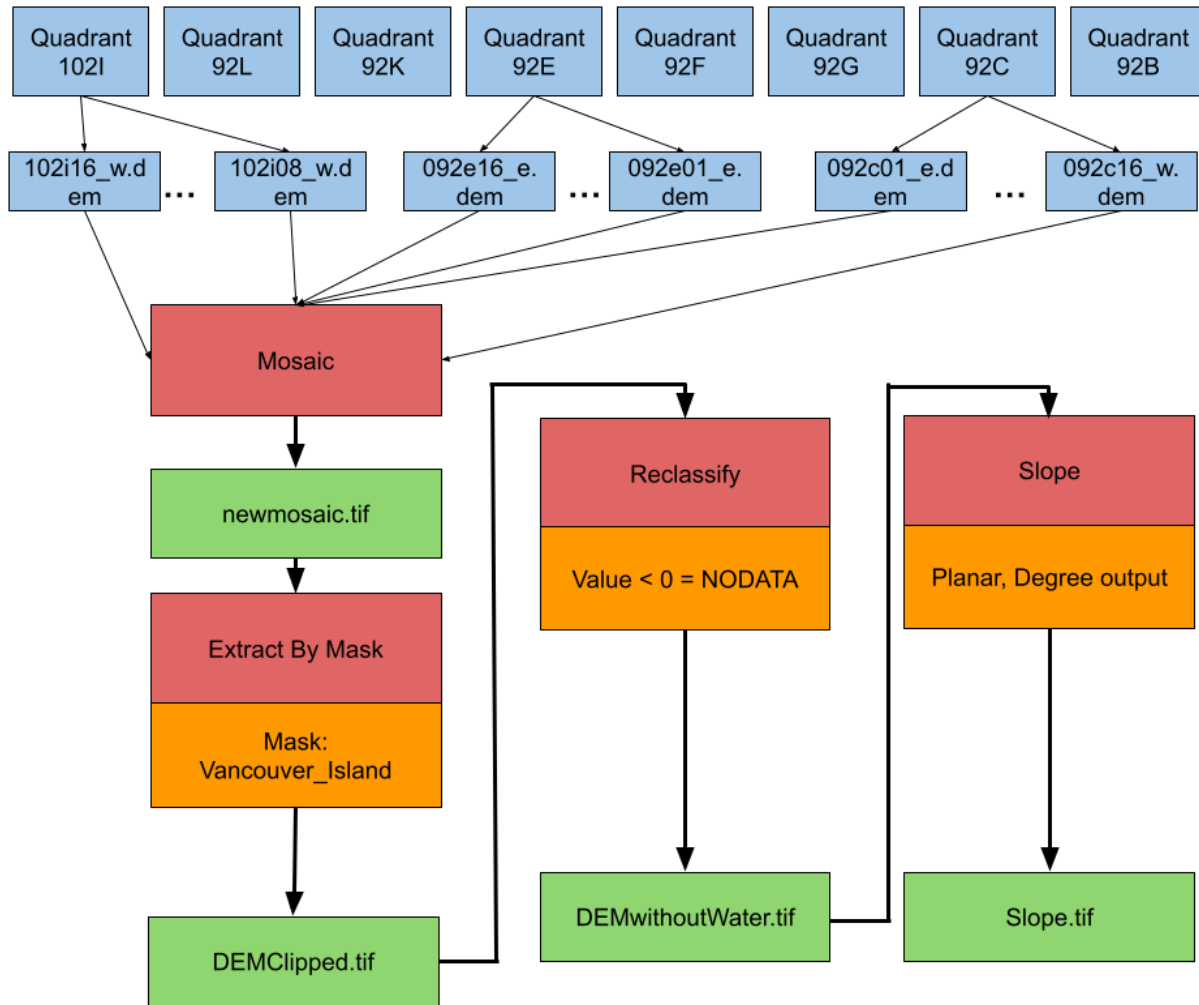 Quadrant
102I
Quadrant
92L
Quadrant
92K
Quadrant
92E
Quadrant
92F
Quadrant
92G
Quadrant
92C
Quadrant
92B
102i16_w.d
em
...
102i08_w.d
em
092e16_e.
dem
...
092e01_e.
dem
092c01_e.d
em
...
092c16_w.
dem
Mosaic
newmosaic.tif
Extract By Mask
Mask:
Vancouver_Island
DEMClipped.tif
Reclassify
Value < 0 = NODATA
DEMwithoutWater.tif
Slope
Planar, Degree output
Slope.tif